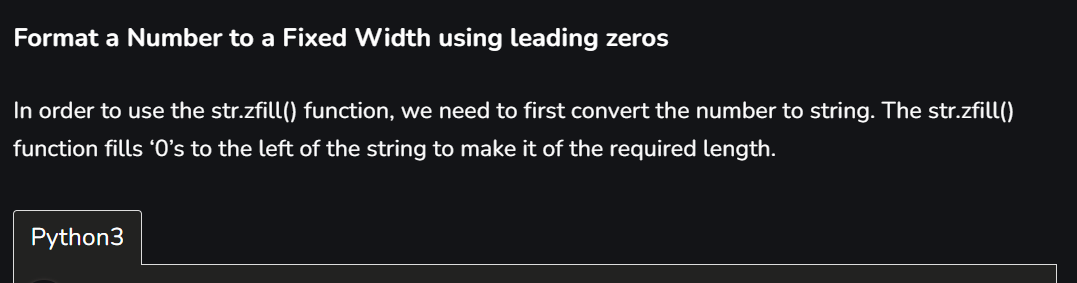 Format a Number to a Fixed Width using leading zeros
In order to use the str.zfill() function, we need to first convert the number to string. The str.zfill()
function fills ‘0’s to the left of the string to make it of the required length.
Python3